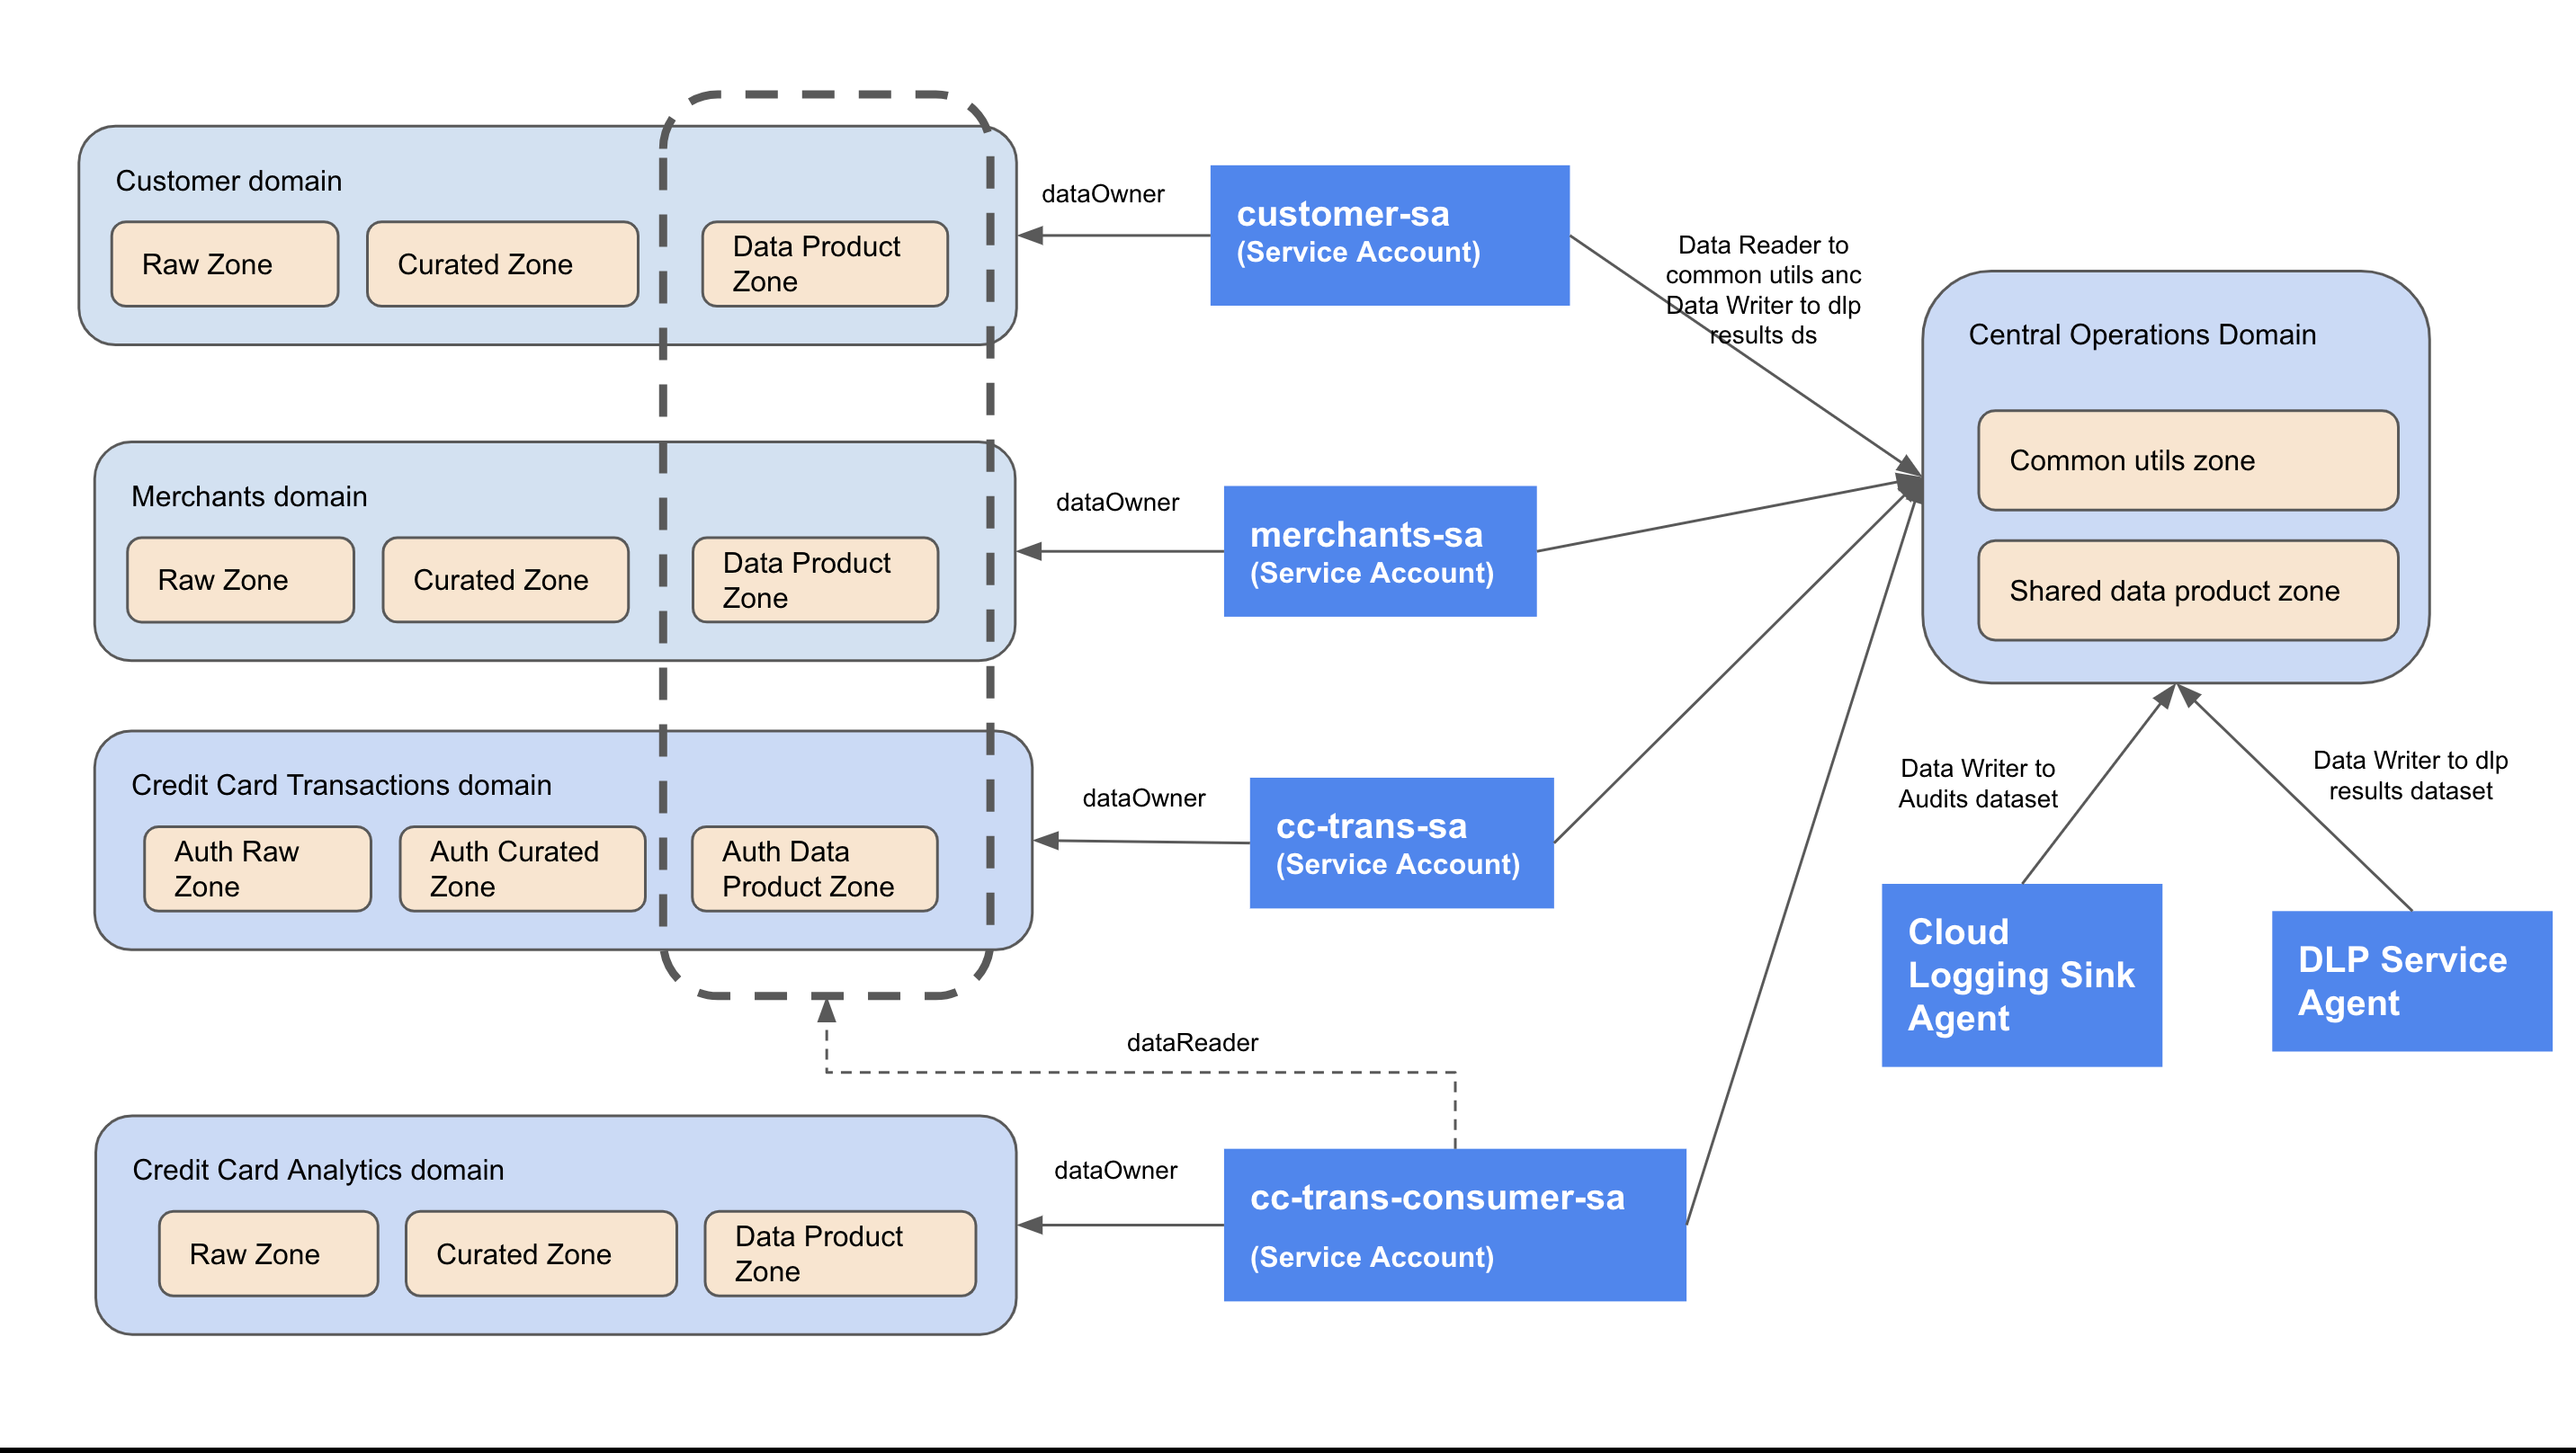 Customer domain
Raw Zone
Curated Zone
Data Product
Zone
dataOwner
customer-sa
(Service Account)
Data Reader to
common utils anc
Data Writer to dlp
results ds
Central Operations Domain
Common utils zone
Shared data product zone
Merchants domain
Raw Zone
Curated Zone
Data Product
Zone
dataOwner
merchants-sa
(Service Account)
Credit Card Transactions domain
Auth Raw
Zone
Auth Curated
Zone
Auth Data
Product Zone
dataOwner
cc-trans-sa
(Service Account)
Data Writer to
Audits dataset
Data Writer to dlp
results dataset
Cloud
Logging Sink
Agent
DLP Service
Agent
dataReader
Credit Card Analytics domain
Raw Zone
Curated Zone
Data Product
Zone
dataOwner
cc-trans-consumer-sa
(Service Account)